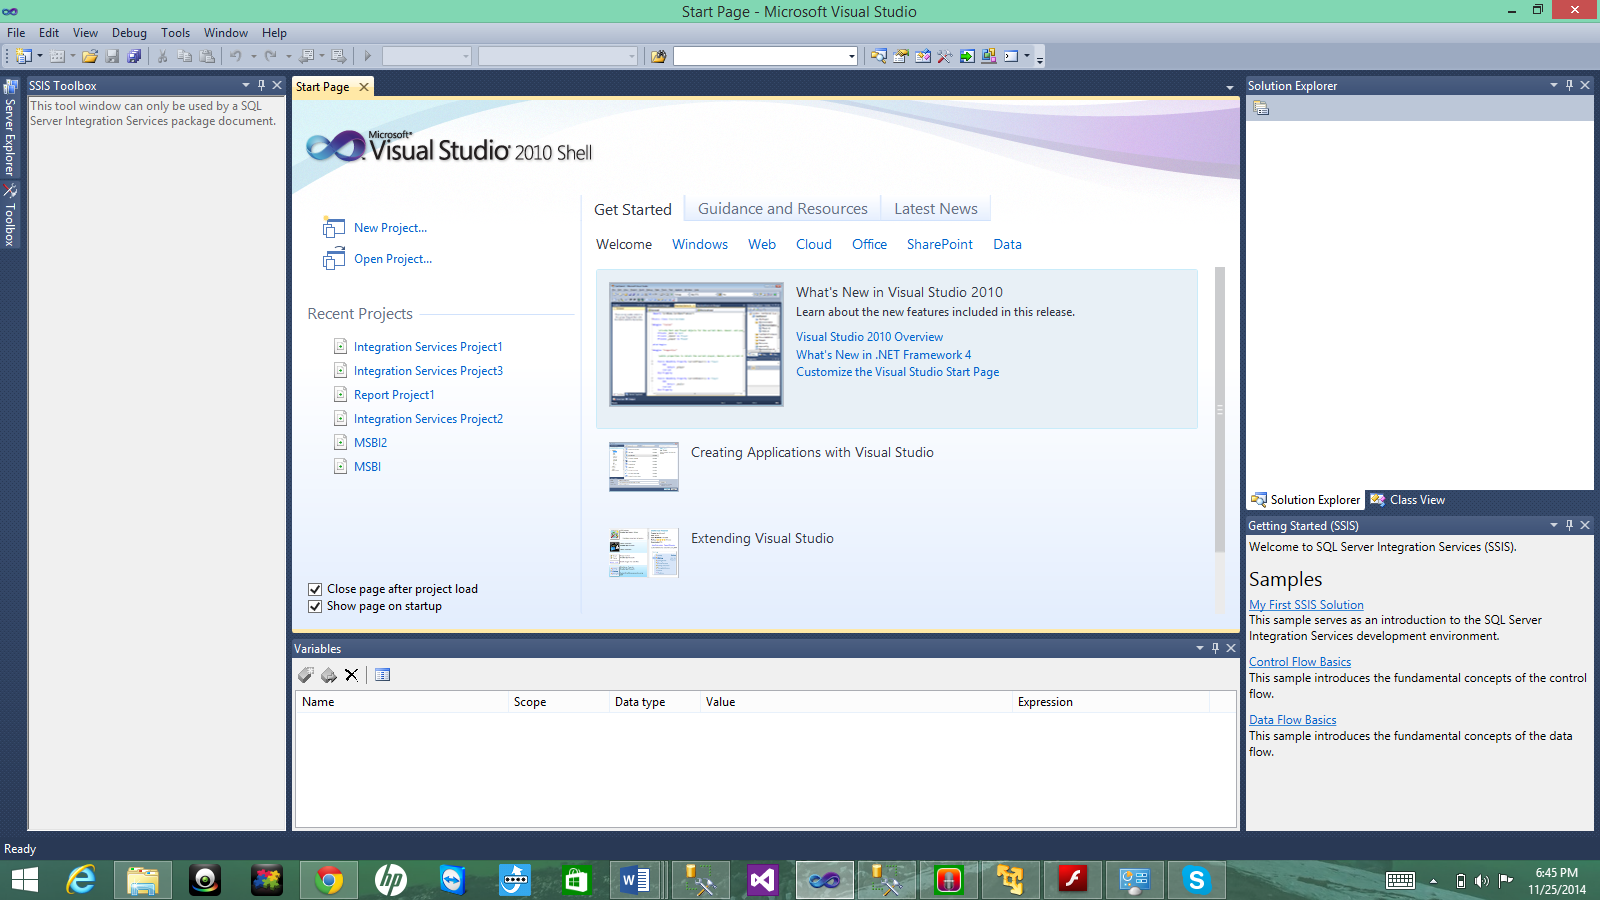 Start Page - Microsoft Visual Studio
File Edit View Debug Tools Window Help
Server Explorer
Toolbox
SSIS Toolbox
This tool window can only be used by a SQL
Server Integration Services package document.
Start Page
Microsoft®
Visual Studio® 2010 Shell
New Project...
Open Project...
Recent Projects
Integration Services Project1
Integration Services Project3
Report Project1
Integration Services Project2
MSBI2
MSBI
Close page after project load
Show page on startup
Get Started Guidance and Resources Latest News
Welcome Windows Web Cloud Office SharePoint Data
What's New in Visual Studio 2010
Learn about the new features included in this release.
Visual Studio 2010 Overview
What's New in .NET Framework 4
Customize the Visual Studio Start Page
Creating Applications with Visual Studio
Extending Visual Studio
Variables
Name Scope Data type Value Expression
Solution Explorer
Solution Explorer Class View
Getting Started (SSIS)
Welcome to SQL Server Integration Services (SSIS).
Samples
My First SSIS Solution
This sample serves as an introduction to the SQL Server
Integration Services development environment.
Control Flow Basics
This sample introduces the fundamental concepts of the control
flow.
Data Flow Basics
This sample introduces the fundamental concepts of the data
flow.
Ready
6:45 PM
11/25/2014